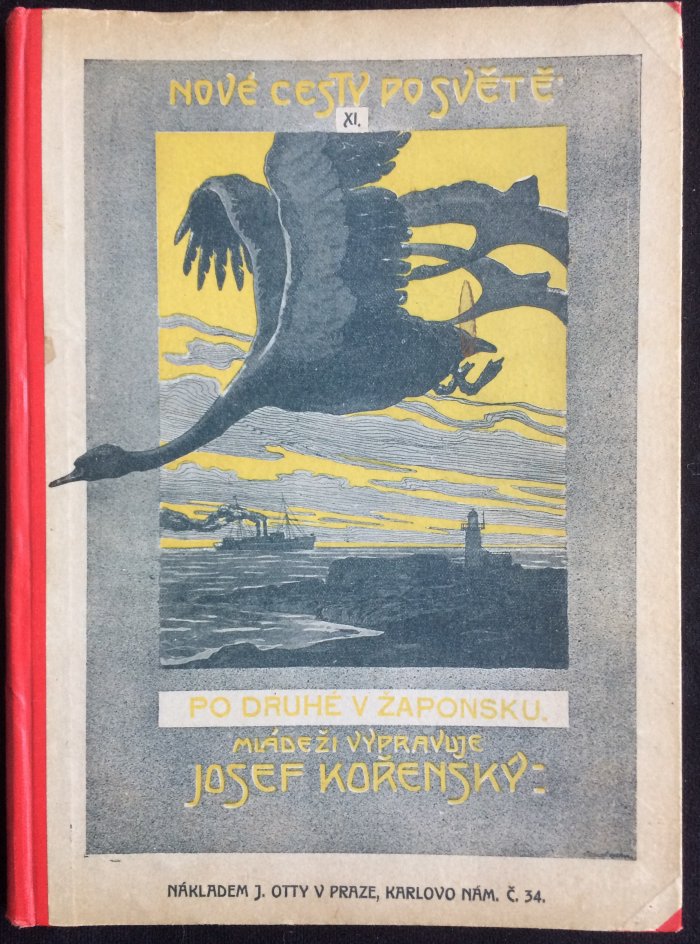 NOVÉ CESTY PO SVĚTĚ
XI.
PO DRUHÉ V ŽAPONSKU.
MLÁDEŽI VYPRAVUJE
JOSEF KOŘENSKÝ
NÁKLADEM J. OTTY V PRAZE, KARLOVO NÁM. Č. 34.